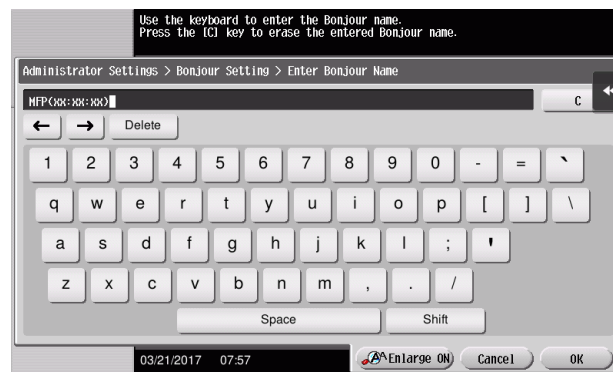 Use the keyboard to enter the Bonjour name.
Press the [C] key to erase the entered Bonjour name.
Administrator Settings > Bonjour Setting > Enter Bonjour Name
MFP(xx:xx:xx)
C
← → Delete
1 2 3 4 5 6 7 8 9 0 - = `
q w e r t y u i o p [ ] \
a s d f g h j k l ; '
z x c v b n m , . /
Space Shift
03/21/2017 07:57 Enlarge ON Cancel OK